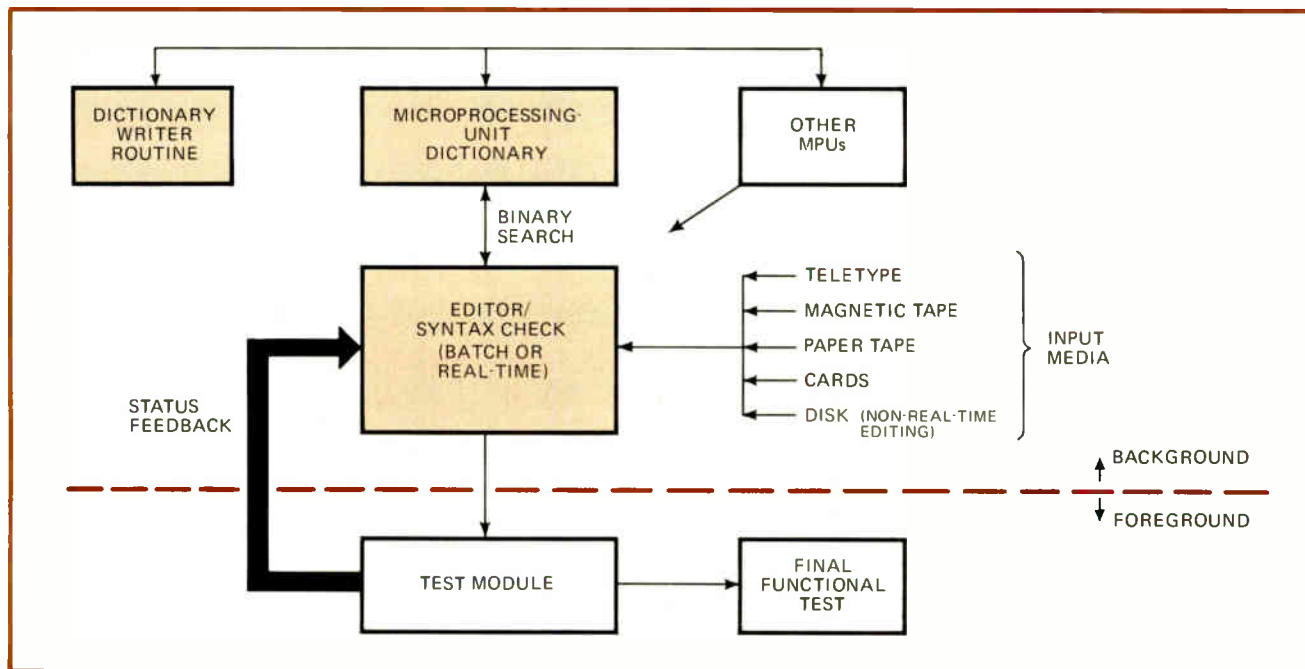 DICTIONARY
WRITER
ROUTINE
MICROPROCESSING-
UNIT
DICTIONARY
OTHER
MPUs
BINARY
SEARCH
EDITOR/
SYNTAX CHECK
(BATCH OR
REAL-TIME)
TELETYPE
MAGNETIC TAPE
PAPER TAPE
CARDS
DISK (NON-REAL-TIME
EDITING)
INPUT
MEDIA
STATUS
FEEDBACK
BACKGROUND
FOREGROUND
TEST MODULE
FINAL
FUNCTIONAL
TEST